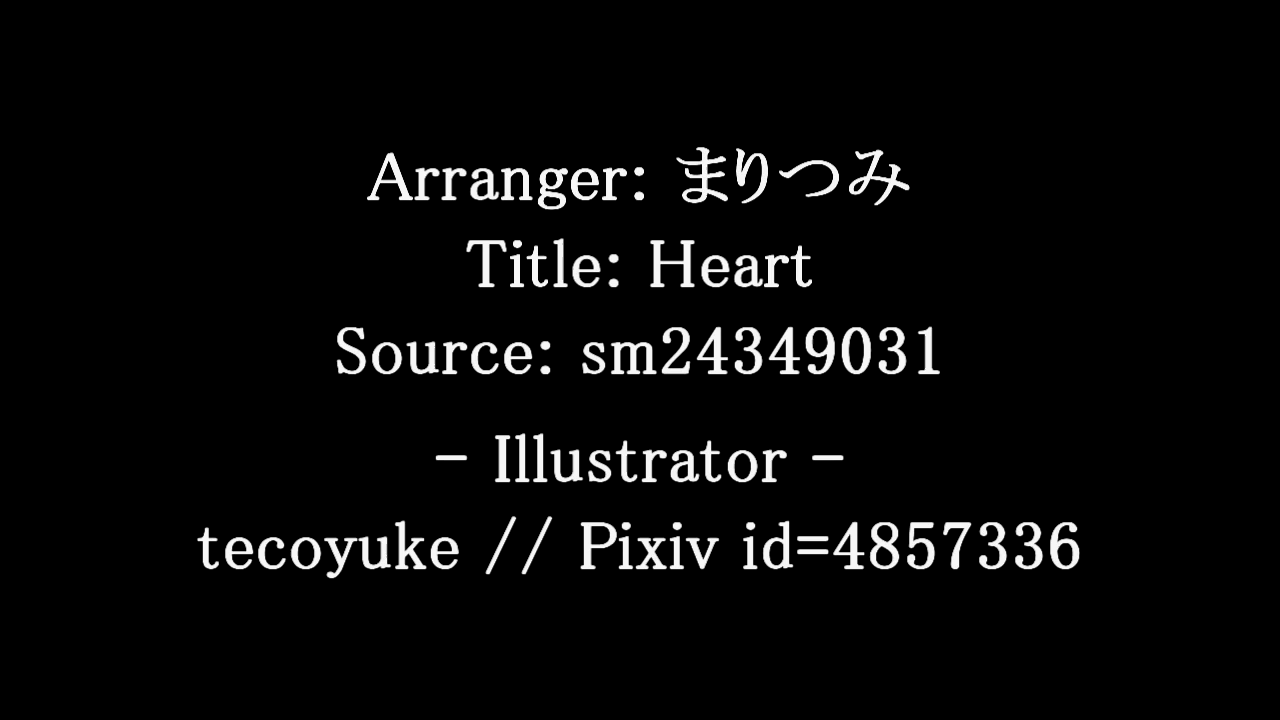 Arranger: まりつみ
Title: Heart
Source: sm24349031
- Illustrator -
tecoyuke // Pixiv id=4857336